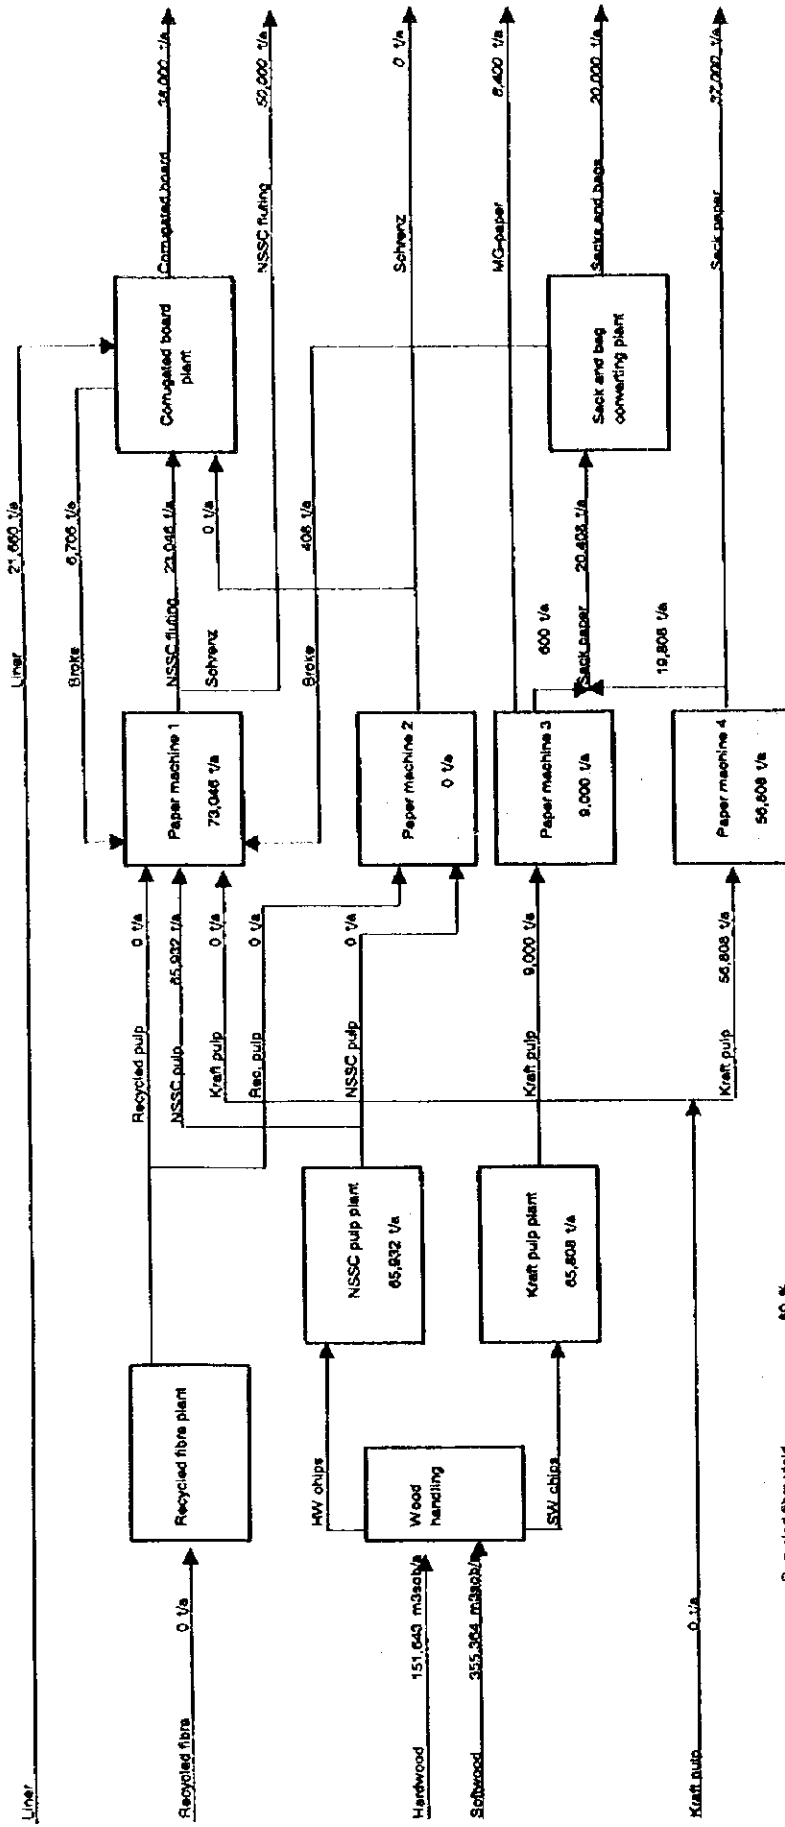 Liner
21,660 t/a
Liner
Broke
6,706 t/a
Recycled fibre
0 t/a
Recycled fibre plant
Recycled pulp
0 t/a
NSSC pulp
65,932 t/a
Kraft pulp
0 t/a
Rec. pulp
0 t/a
Paper machine 1
73,046 t/a
NSSC fluting
23,046 t/a
Schrenz
0 t/a
Corrugated board
plant
Corrugated board
38,000 t/a
NSSC fluting
50,000 t/a
Broke
408 t/a
Hardwood
151,643 m3sob/a
Softwood
355,364 m3sob/a
Wood
handling
HW chips
SW chips
NSSC pulp plant
65,932 t/a
NSSC pulp
0 t/a
Paper machine 2
0 t/a
Schrenz
0 t/a
Kraft pulp plant
65,808 t/a
Kraft pulp
9,000 t/a
Paper machine 3
9,000 t/a
MG-paper
8,400 t/a
600 t/a
Sack paper
20,408 t/a
19,808 t/a
Sack and bag
converting plant
Sacks and bags
20,000 t/a
Kraft pulp
0 t/a
Kraft pulp
56,808 t/a
Paper machine 4
56,808 t/a
Sack paper
37,000 t/a